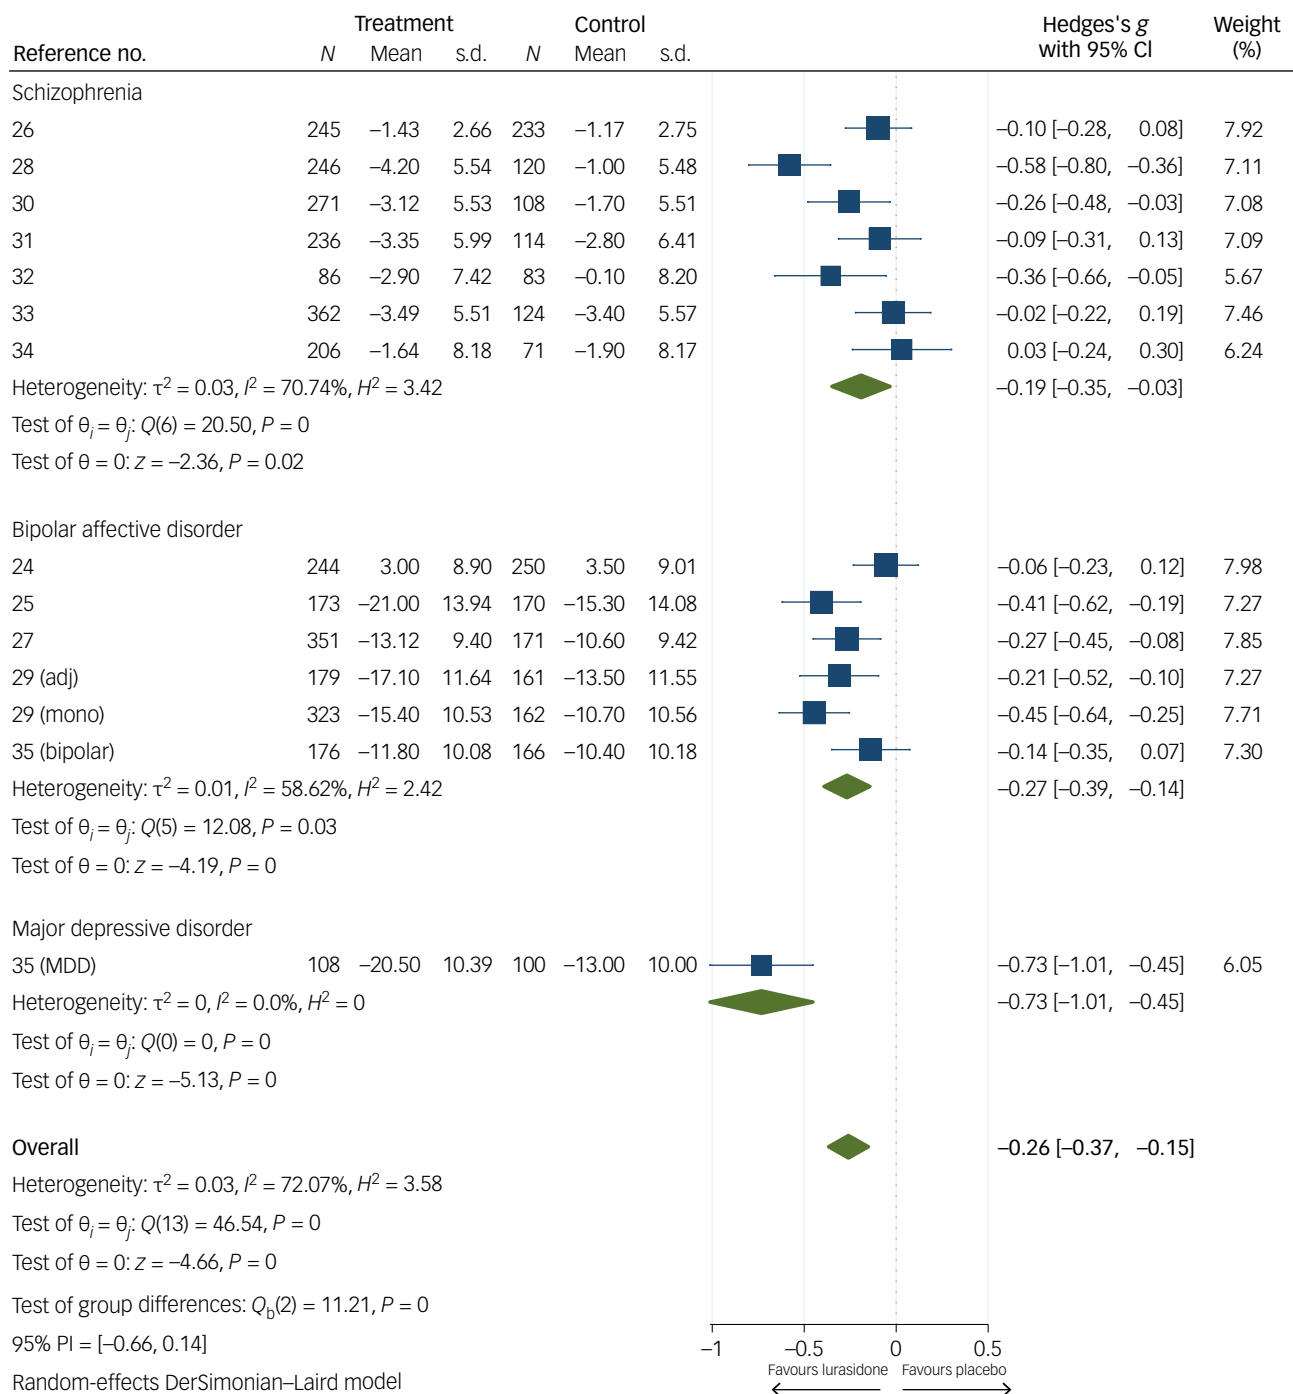 Treatment Control Hedges's g Weight
Reference no. N Mean s.d. N Mean s.d. with 95% CI (%)
Schizophrenia
26 245 –1.43 2.66 233 –1.17 2.75 –0.10 [–0.28, 0.08] 7.92
28 246 –4.20 5.54 120 –1.00 5.48 –0.58 [–0.80, –0.36] 7.11
30 271 –3.12 5.53 108 –1.70 5.51 –0.26 [–0.48, –0.03] 7.08
31 236 –3.35 5.99 114 –2.80 6.41 –0.09 [–0.31, 0.13] 7.09
32 86 –2.90 7.42 83 –0.10 8.20 –0.36 [–0.66, –0.05] 5.67
33 362 –3.49 5.51 124 –3.40 5.57 –0.02 [–0.22, 0.19] 7.46
34 206 –1.64 8.18 71 –1.90 8.17 0.03 [–0.24, 0.30] 6.24
Heterogeneity: τ² = 0.03, I² = 70.74%, H² = 3.42 –0.19 [–0.35, –0.03]
Test of θi = θj: Q(6) = 20.50, P = 0
Test of θ = 0: z = –2.36, P = 0.02
Bipolar affective disorder
24 244 3.00 8.90 250 3.50 9.01 –0.06 [–0.23, 0.12] 7.98
25 173 –21.00 13.94 170 –15.30 14.08 –0.41 [–0.62, –0.19] 7.27
27 351 –13.12 9.40 171 –10.60 9.42 –0.27 [–0.45, –0.08] 7.85
29 (adj) 179 –17.10 11.64 161 –13.50 11.55 –0.21 [–0.52, –0.10] 7.27
29 (mono) 323 –15.40 10.53 162 –10.70 10.56 –0.45 [–0.64, –0.25] 7.71
35 (bipolar) 176 –11.80 10.08 166 –10.40 10.18 –0.14 [–0.35, 0.07] 7.30
Heterogeneity: τ² = 0.01, I² = 58.62%, H² = 2.42 –0.27 [–0.39, –0.14]
Test of θi = θj: Q(5) = 12.08, P = 0.03
Test of θ = 0: z = –4.19, P = 0
Major depressive disorder
35 (MDD) 108 –20.50 10.39 100 –13.00 10.00 –0.73 [–1.01, –0.45] 6.05
Heterogeneity: τ² = 0, I² = 0.0%, H² = 0 –0.73 [–1.01, –0.45]
Test of θi = θj: Q(0) = 0, P = 0
Test of θ = 0: z = –5.13, P = 0
Overall –0.26 [–0.37, –0.15]
Heterogeneity: τ² = 0.03, I² = 72.07%, H² = 3.58
Test of θi = θj: Q(13) = 46.54, P = 0
Test of θ = 0: z = –4.66, P = 0
Test of group differences: Qb(2) = 11.21, P = 0
95% PI = [–0.66, 0.14]
–1 –0.5 0 0.5
Favours lurasidone Favours placebo
Random-effects DerSimonian–Laird model